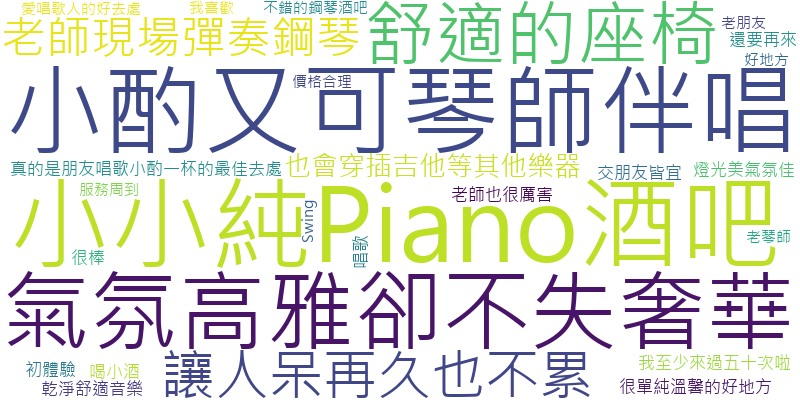 愛唱歌人的好去處 我喜歡 不錯的鋼琴酒吧
老師現場彈奏鋼琴 舒適的座椅 老朋友
還要再來
好地方
小酌又可琴師伴唱
價格合理
真的是朋友唱歌小酌一杯的最佳去處 也會穿插吉他等其他樂器 交朋友皆宜 燈光美氣氛佳
服務周到 老師也很厲害
小小純Piano酒吧
Swing
唱歌
老琴師
很棒
氣氛高雅卻不失奢華
初體驗 喝小酒 讓人呆再久也不累 我至少來過五十次啦
乾淨舒適音樂 很單純溫馨的好地方